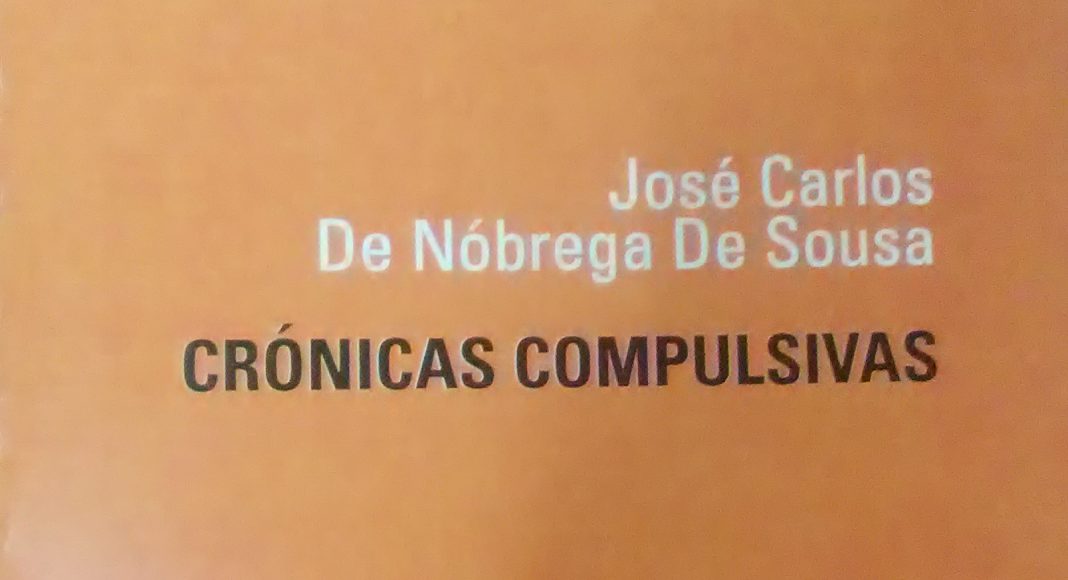 José Carlos
De Nóbrega De Sousa
CRÓNICAS COMPULSIVAS